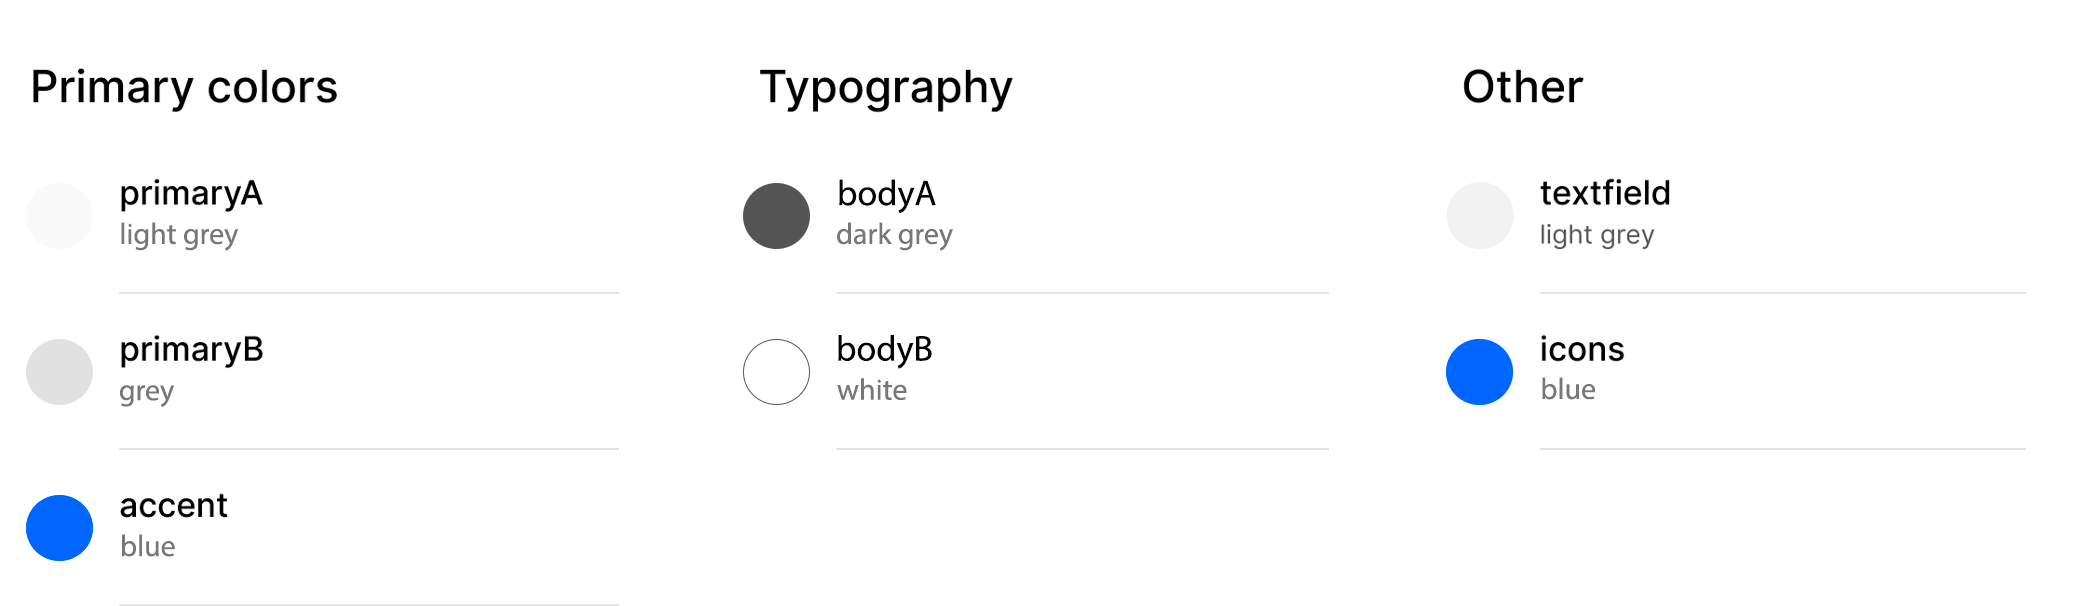 Primary colors
primaryA
light grey
primaryB
grey
accent
blue
Typography
bodyA
dark grey
bodyB
white
Other
textfield
light grey
icons
blue